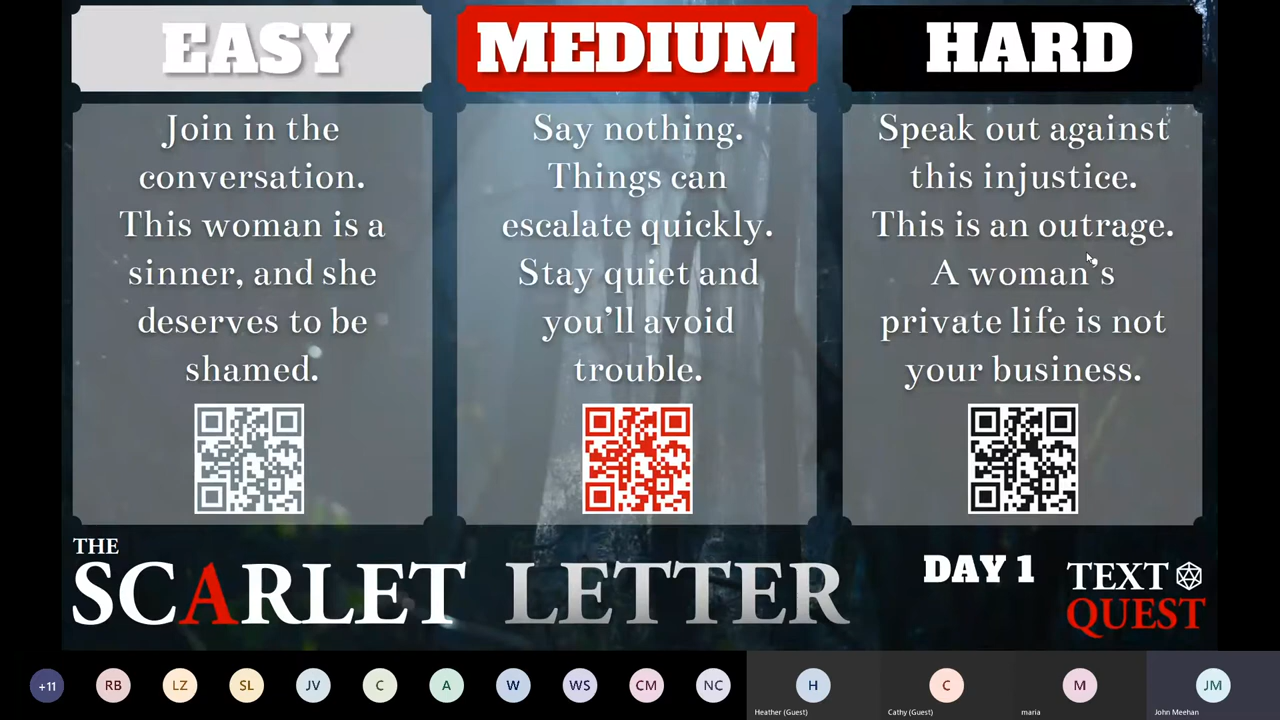 EASY
Join in the
conversation.
This woman is a
sinner, and she
deserves to be
shamed.
MEDIUM
Say nothing.
Things can
escalate quickly.
Stay quiet and
you'll avoid
trouble.
HARD
Speak out against
this injustice.
This is an outrage.
A woman's
private life is not
your business.
THE
SCARLET LETTER
DAY 1
TEXT
QUEST
+11
RB
LZ
SL
JV
C
A
W
WS
CM
NC
H
Heather (Guest)
C
Cathy (Guest)
M
maria
JM
John Meehan